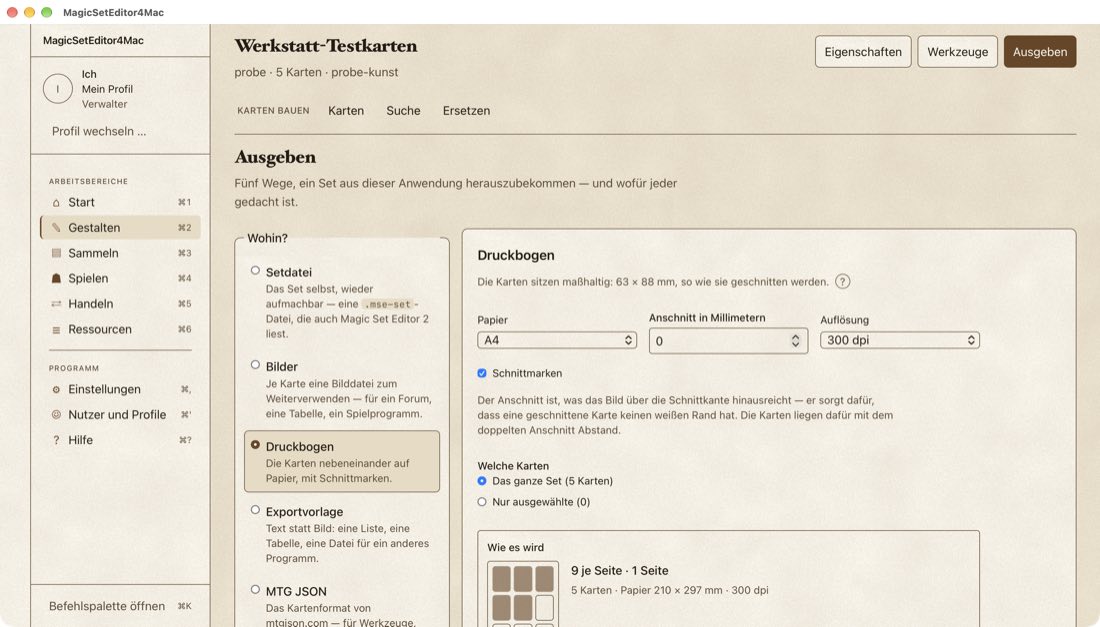 MagicSetEditor4Mac
MagicSetEditor4Mac
I
Ich
Mein Profil
Verwalter
Profil wechseln ...
ARBEITSBEREICHE
Start ⌘1
Gestalten ⌘2
Sammeln ⌘3
Spielen ⌘4
Handeln ⌘5
Ressourcen ⌘6
PROGRAMM
Einstellungen ⌘,
Nutzer und Profile ⌘'
? Hilfe ⌘?
Befehlspalette öffnen ⌘K
Werkstatt-Testkarten
probe · 5 Karten · probe-kunst
Eigenschaften
Werkzeuge
Ausgeben
KARTEN BAUEN Karten Suche Ersetzen
Ausgeben
Fünf Wege, ein Set aus dieser Anwendung herauszubekommen — und wofür jeder
gedacht ist.
Wohin?
Setdatei
Das Set selbst, wieder
aufmachbar — eine .mse-set-
Datei, die auch Magic Set Editor 2
liest.
Bilder
Je Karte eine Bilddatei zum
Weiterverwenden — für ein Forum,
eine Tabelle, ein Spielprogramm.
Druckbogen
Die Karten nebeneinander auf
Papier, mit Schnittmarken.
Exportvorlage
Text statt Bild: eine Liste, eine
Tabelle, eine Datei für ein anderes
Programm.
MTG JSON
Das Kartenformat von
mtgjson.com — für Werkzeuge,
Druckbogen
Die Karten sitzen maßhaltig: 63 × 88 mm, so wie sie geschnitten werden. ?
Papier
A4
Anschnitt in Millimetern
0
Auflösung
300 dpi
Schnittmarken
Der Anschnitt ist, was das Bild über die Schnittkante hinausreicht — er sorgt dafür,
dass eine geschnittene Karte keinen weißen Rand hat. Die Karten liegen dafür mit dem
doppelten Anschnitt Abstand.
Welche Karten
Das ganze Set (5 Karten)
Nur ausgewählte (0)
Wie es wird
9 je Seite · 1 Seite
5 Karten · Papier 210 × 297 mm · 300 dpi